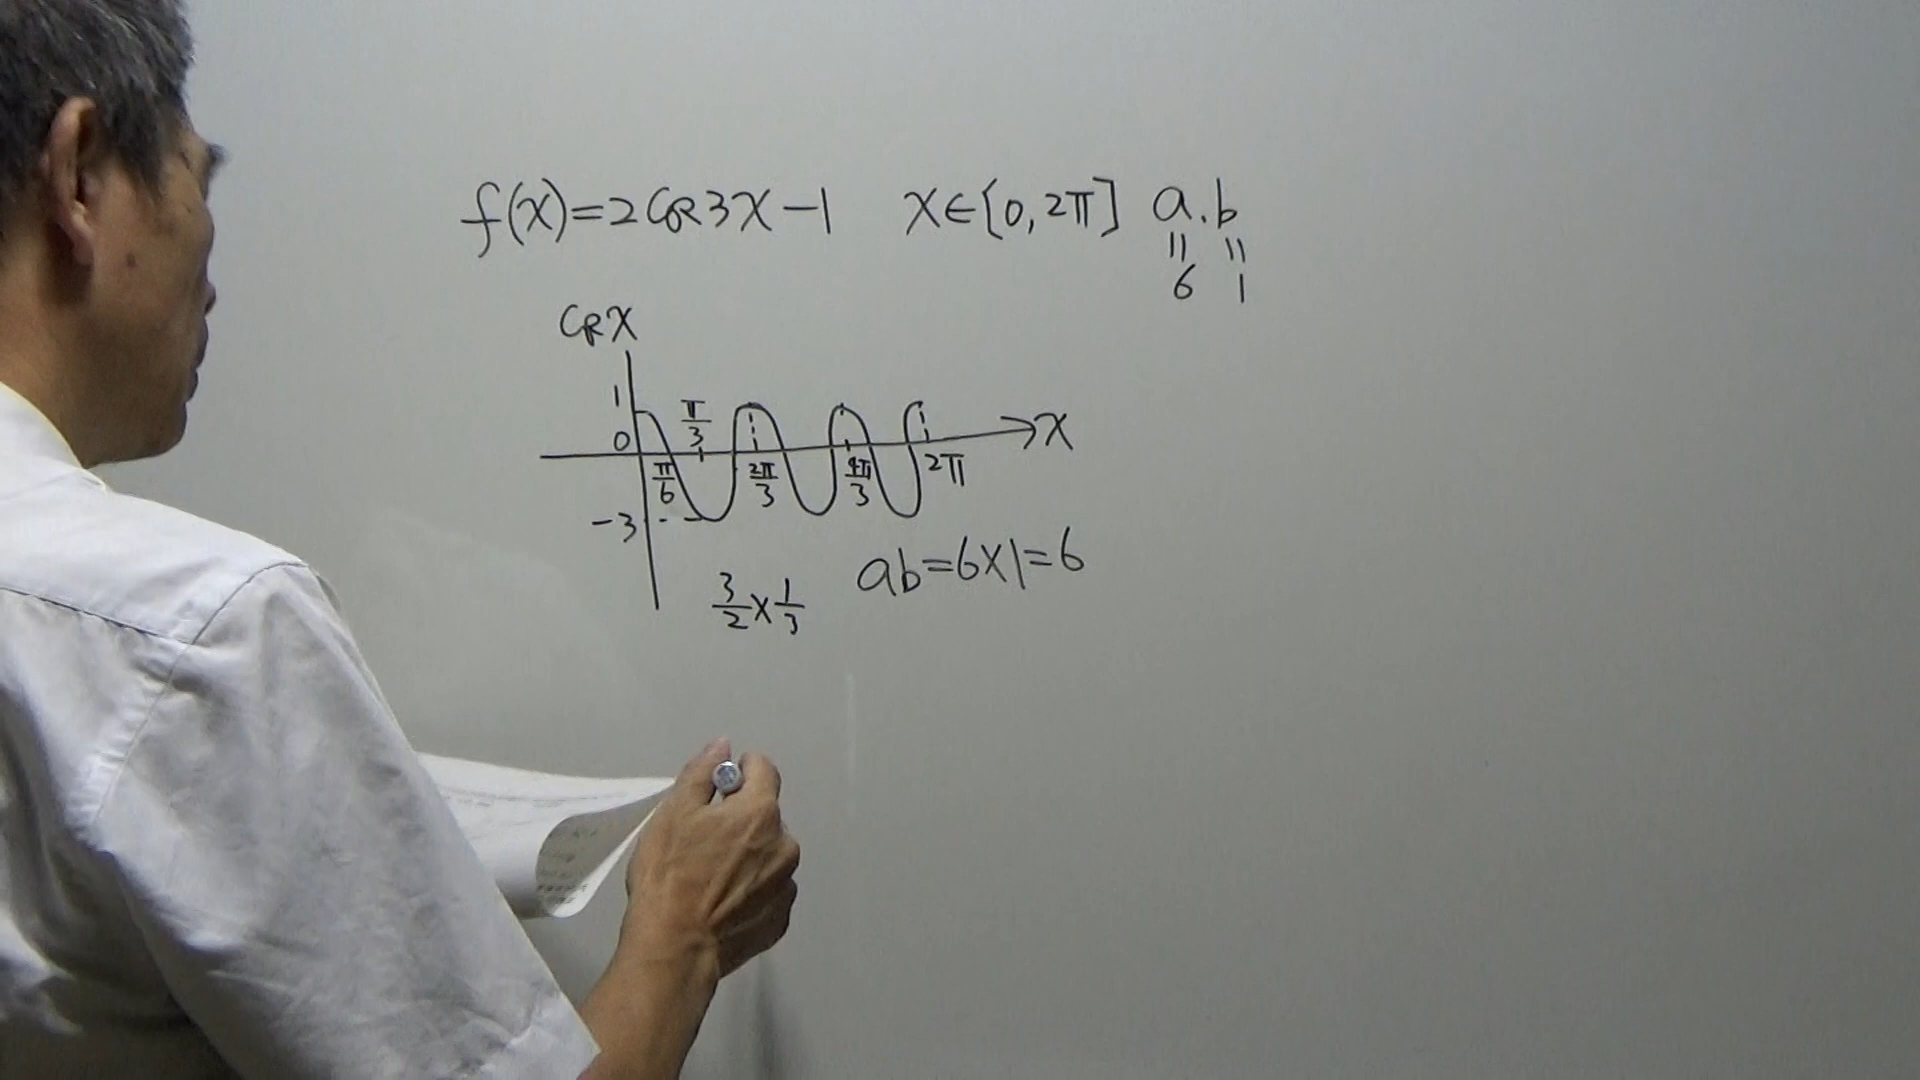 f(x)=2cos3x-1 x∈[0,2π] a.b
|| ||
6 1
cosx
1
π/3
0
x
π/6 2π/3 4π/3 2π
-3
ab=6×1=6
3/2×1/3